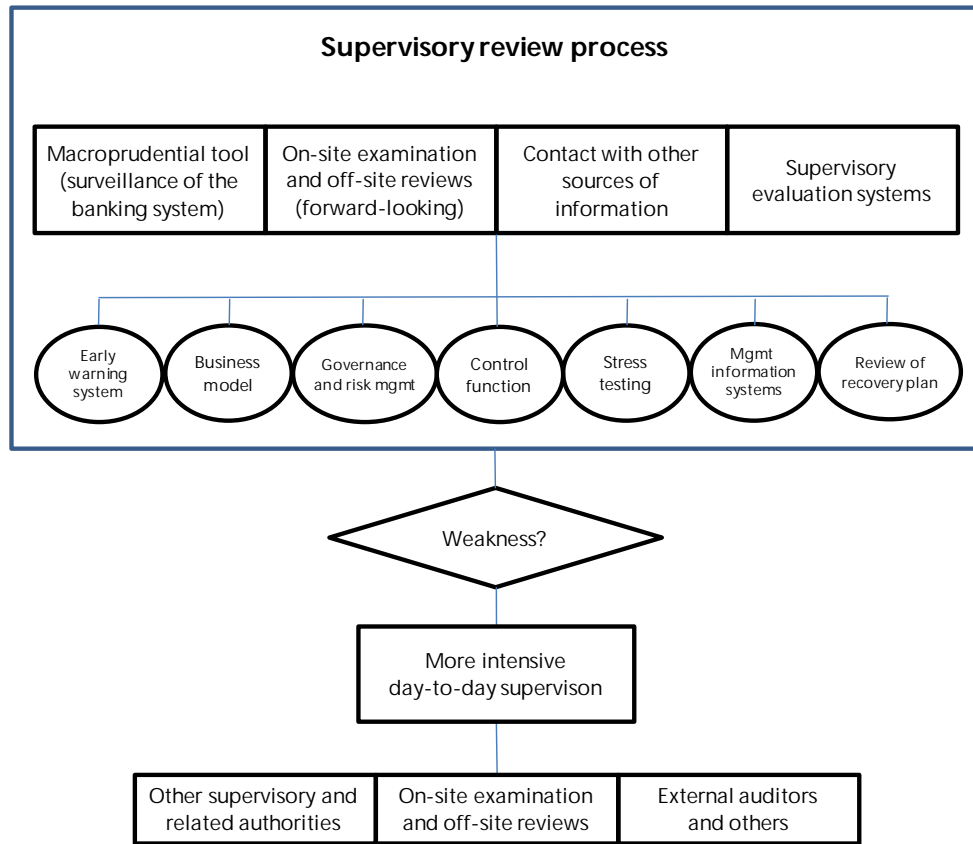 Supervisory review process
Macroprudential tool
(surveillance of the
banking system)
On-site examination
and off-site reviews
(forward-looking)
Contact with other
sources of
information
Supervisory
evaluation systems
Early
warning
system
Business
model
Governance
and risk mgmt
Control
function
Stress
testing
Mgmt
information
systems
Review of
recovery plan
Weakness?
More intensive
day-to-day supervison
Other supervisory and
related authorities
On-site examination
and off-site reviews
External auditors
and others